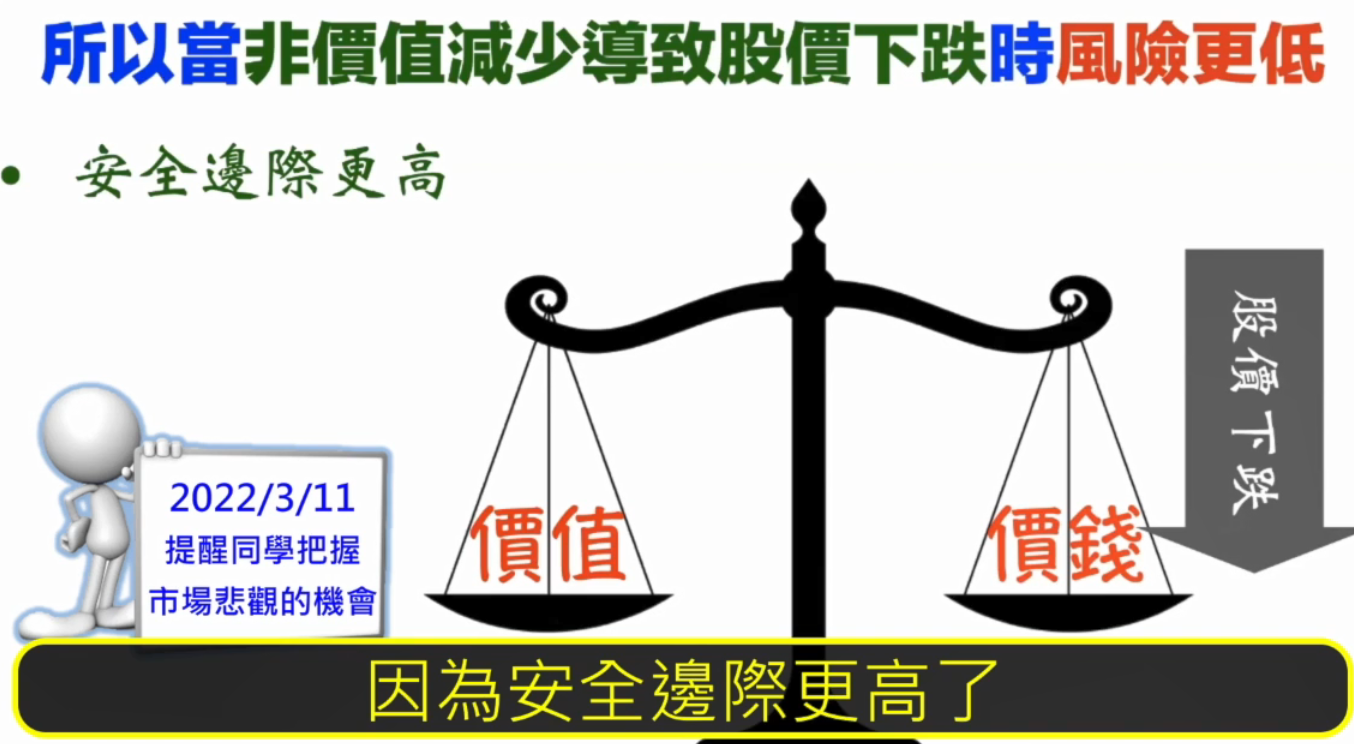 所以當非價值減少導致股價下跌時風險更低
• 安全邊際更高
股價下跌
2022/3/11
提醒同學把握
市場悲觀的機會
價值
價錢
因為安全邊際更高了